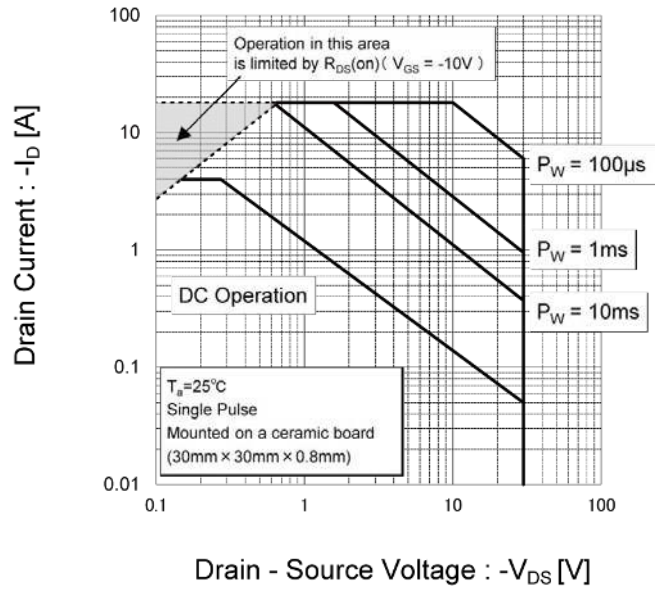 100
Operation in this area
is limited by RDS(on) ( VGS = -10V )
10
PW = 100μs
1
PW = 1ms
DC Operation
PW = 10ms
0.1
Ta=25℃
Single Pulse
Mounted on a ceramic board
(30mm × 30mm × 0.8mm)
0.01
0.1 1 10 100
Drain Current : -ID [A]
Drain - Source Voltage : -VDS [V]